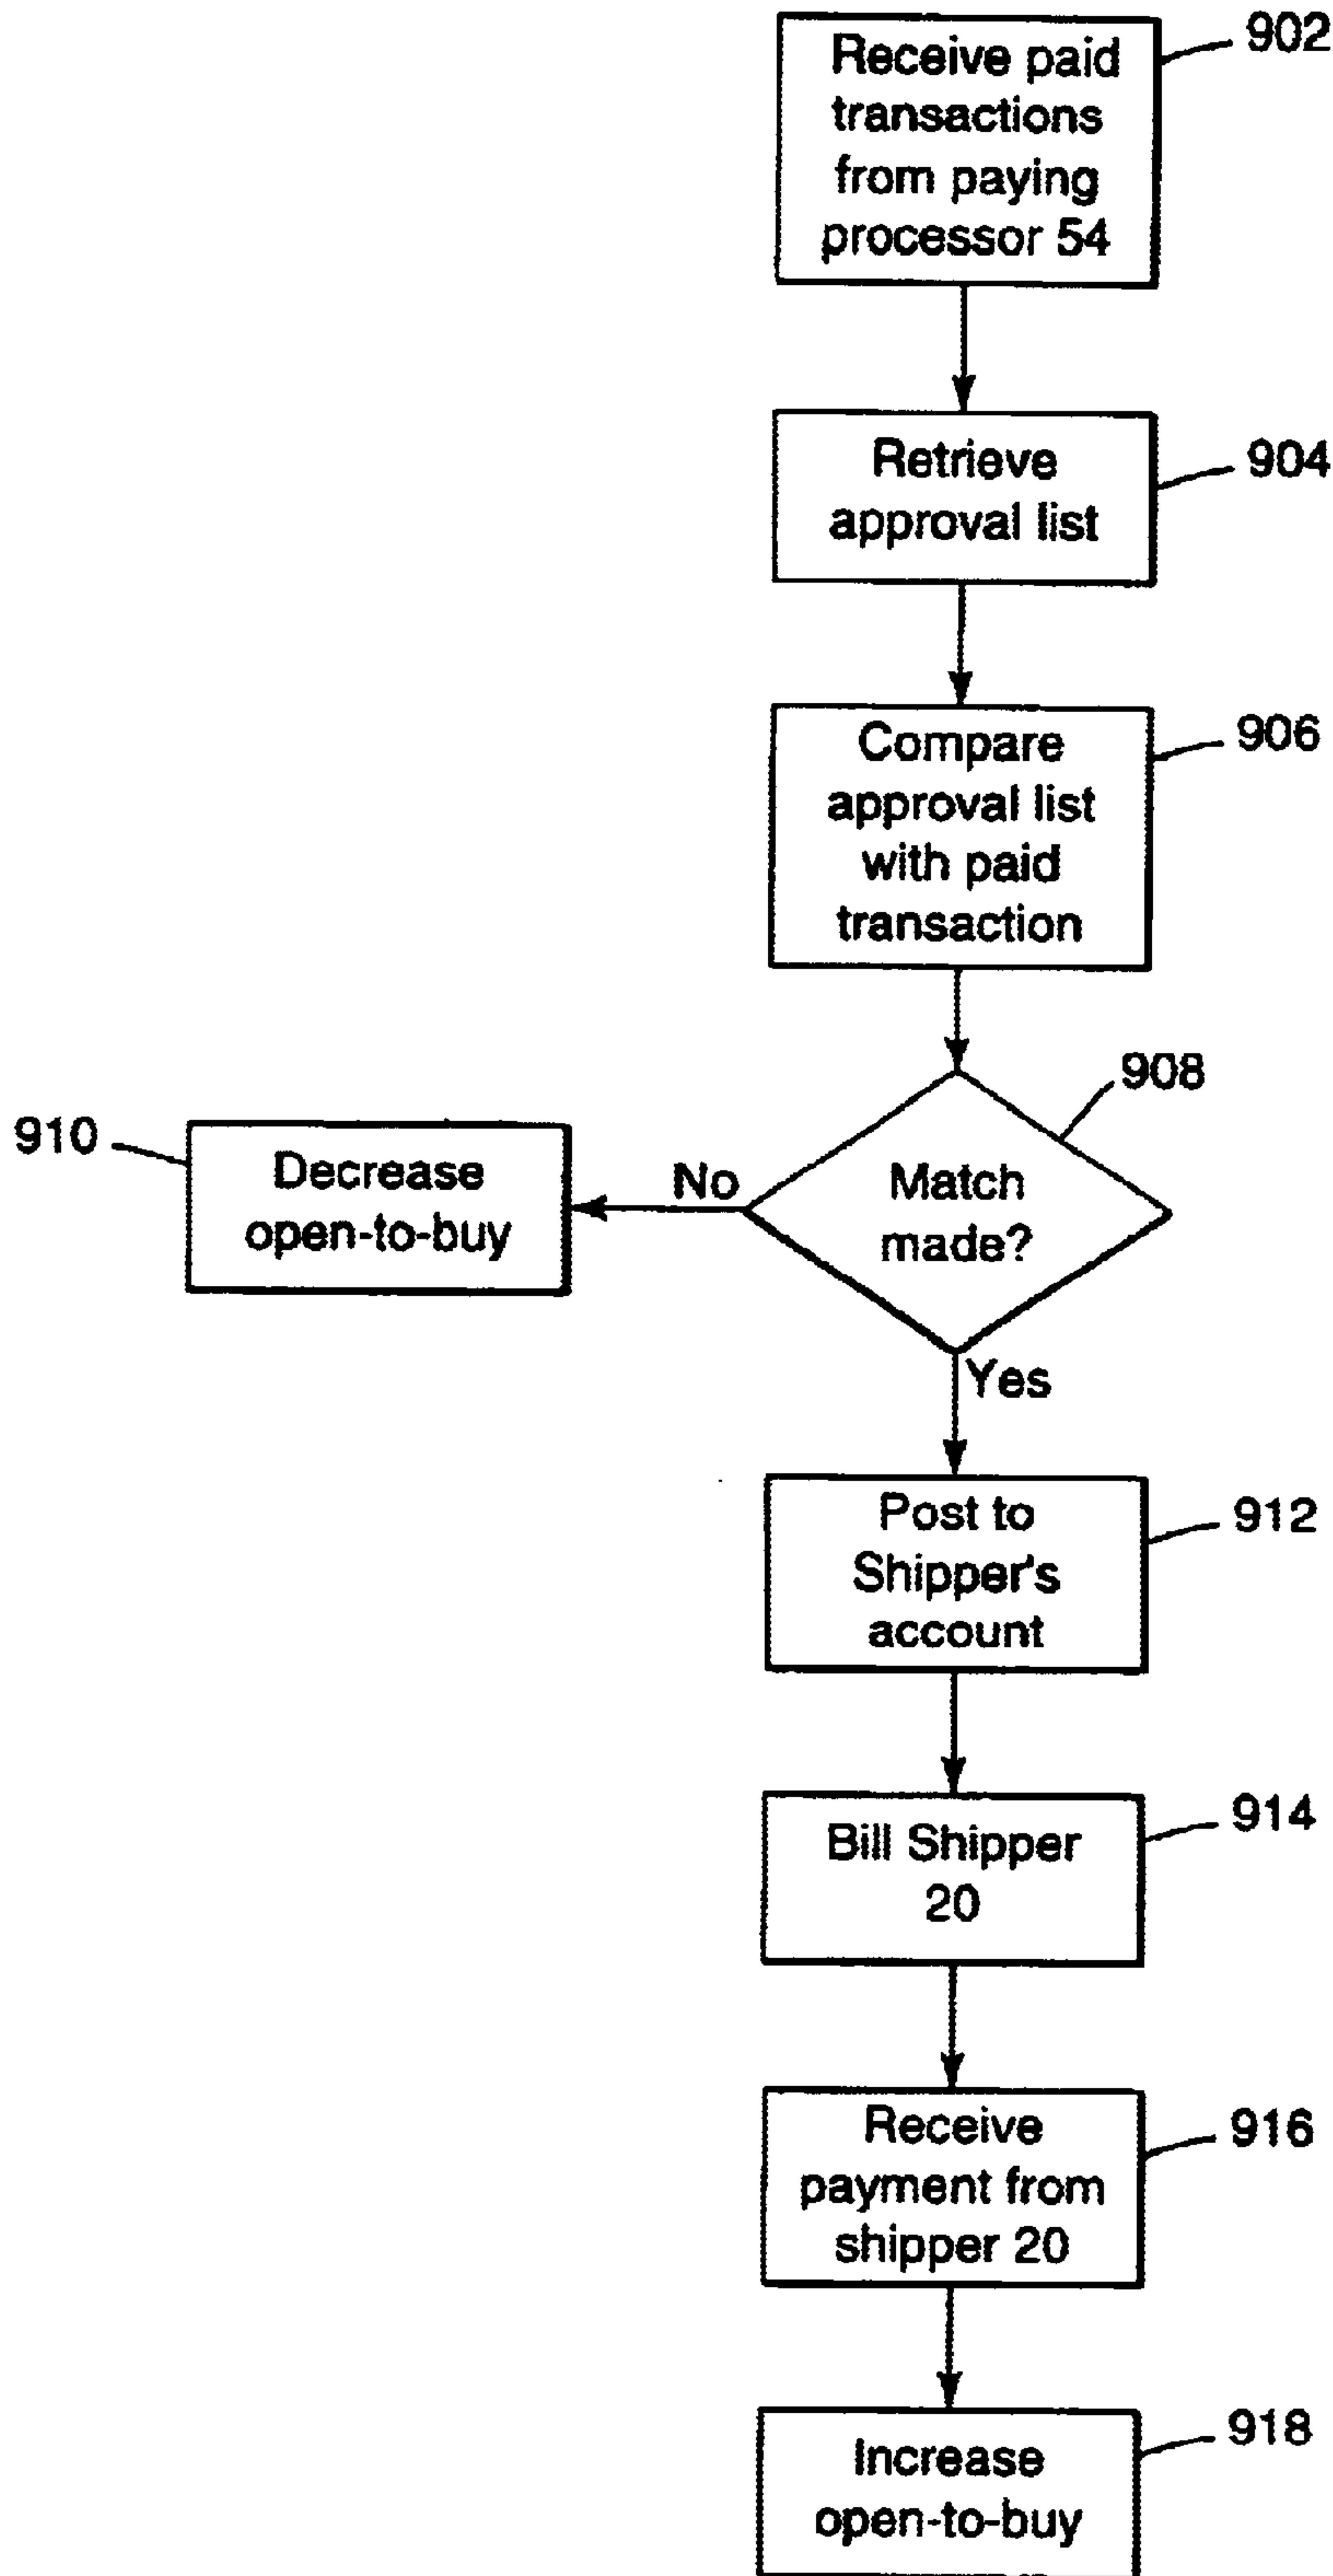 Receive paid
transactions
from paying
processor 54
902
Retrieve
approval list
904
Compare
approval list
with paid
transaction
906
Match
made?
908
No
Decrease
open-to-buy
910
Yes
Post to
Shipper's
account
912
Bill Shipper
20
914
Receive
payment from
shipper 20
916
Increase
open-to-buy
918